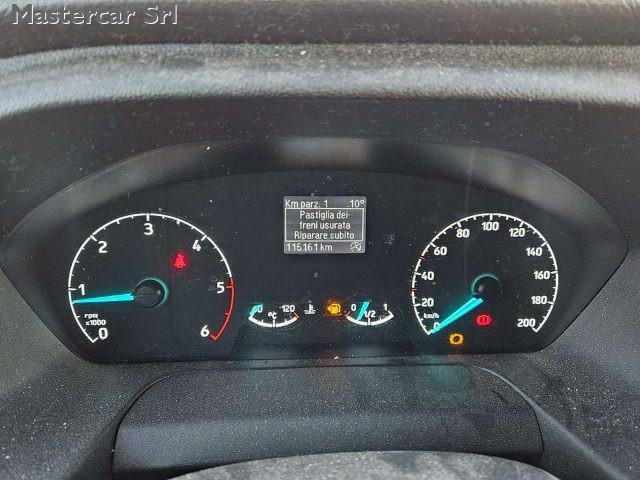 Mastercar Srl
Km parz. 1 10°
Pastiglia dei
freni usurata
Riparare subito
115161 km
0 1 2 3 4 5 6
rpm
x1000
120
°C
0 1/2 1
0 20 40 60 80 100 120 140 160 180 200
km/h